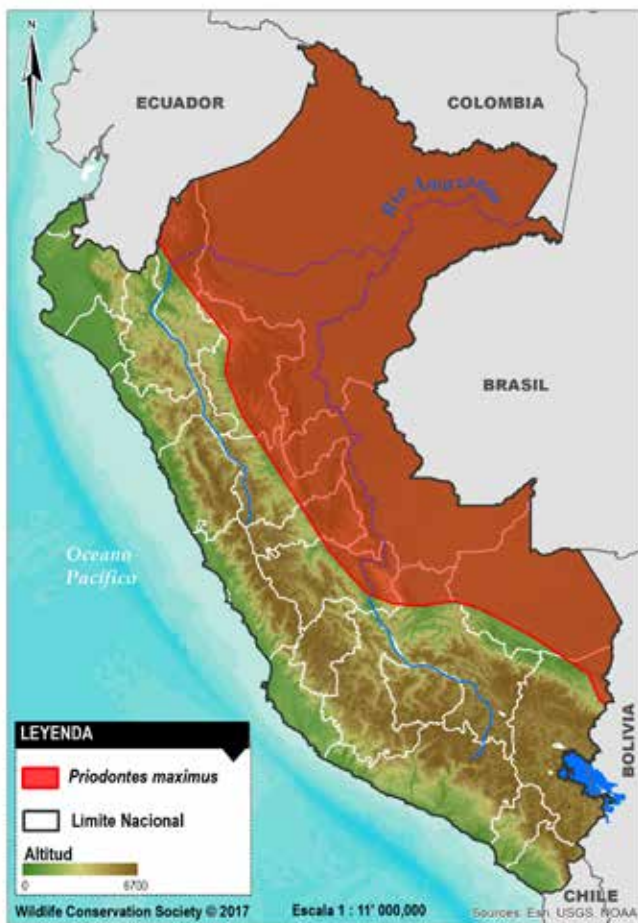 N
ECUADOR
COLOMBIA
Río Amazonas
BRASIL
Oceano
Pacífico
BOLIVIA
LEYENDA
Priodontes maximus
Limite Nacional
Altitud
0
6700
CHILE
Wildlife Conservation Society © 2017
Escala 1 : 11' 000,000
Sources: Esri, USGS, NOAA